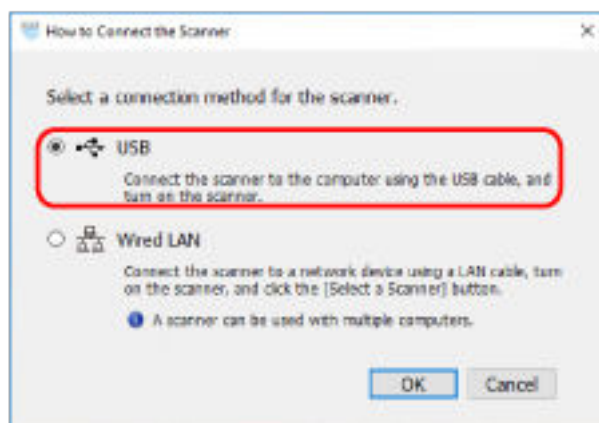 How to Connect the Scanner
Select a connection method for the scanner.
USB
Connect the scanner to the computer using the USB cable, and
turn on the scanner.
Wired LAN
Connect the scanner to a network device using a LAN cable, turn
on the scanner, and click the [Select a Scanner] button.
A scanner can be used with multiple computers.
OK
Cancel